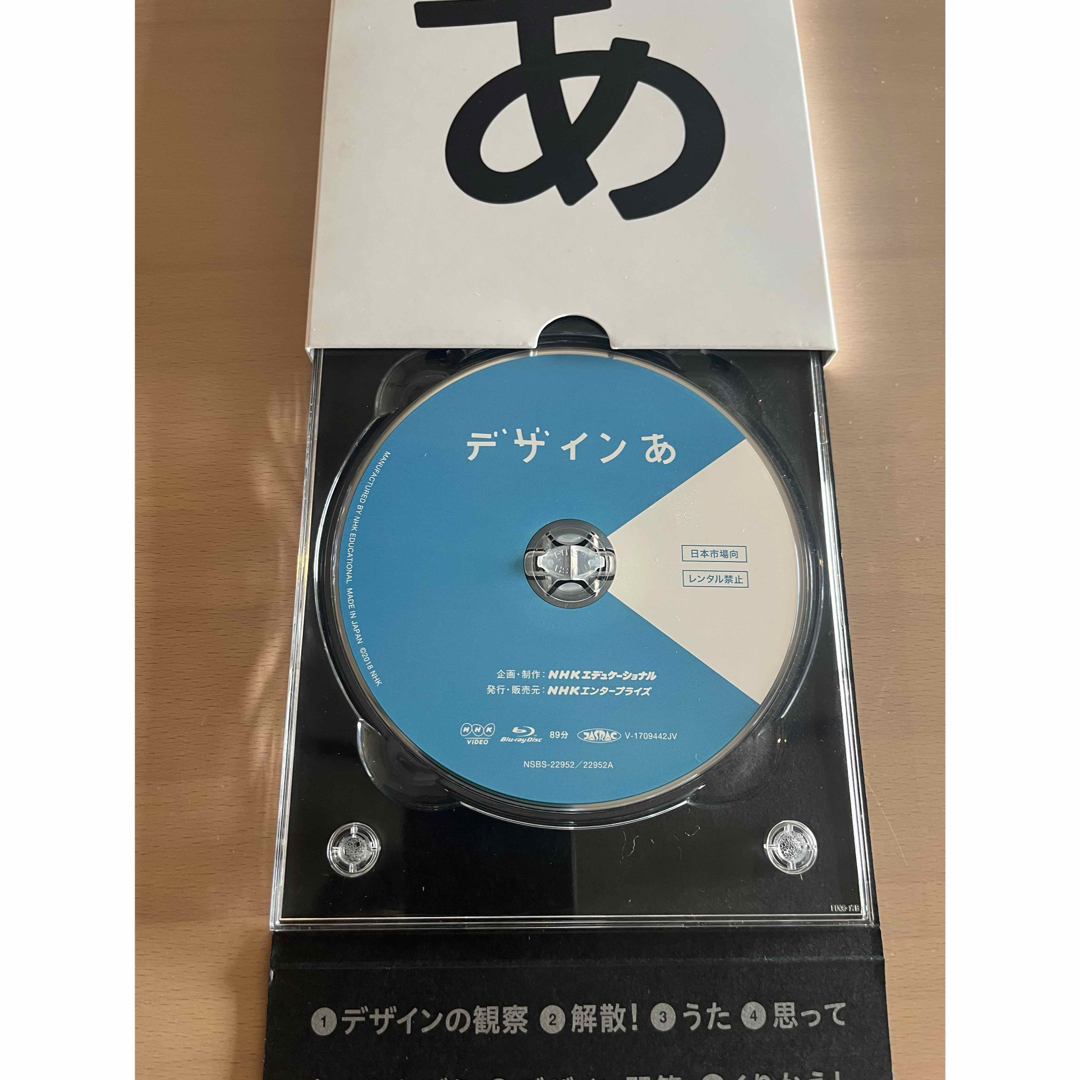 あ
デザインあ
日本市場向
レンタル禁止
MANUFACTURED BY NHK EDUCATIONAL MADE IN JAPAN ©2018 NHK
企画・制作：NHKエデュケーショナル
発行・販売元：NHKエンタープライズ
NHK VIDEO Blu-ray Disc 89分 JASRAC V-1709442JV
NSBS-22952／22952A
1 デザインの観察 2 解散！ 3 うた 4 思って